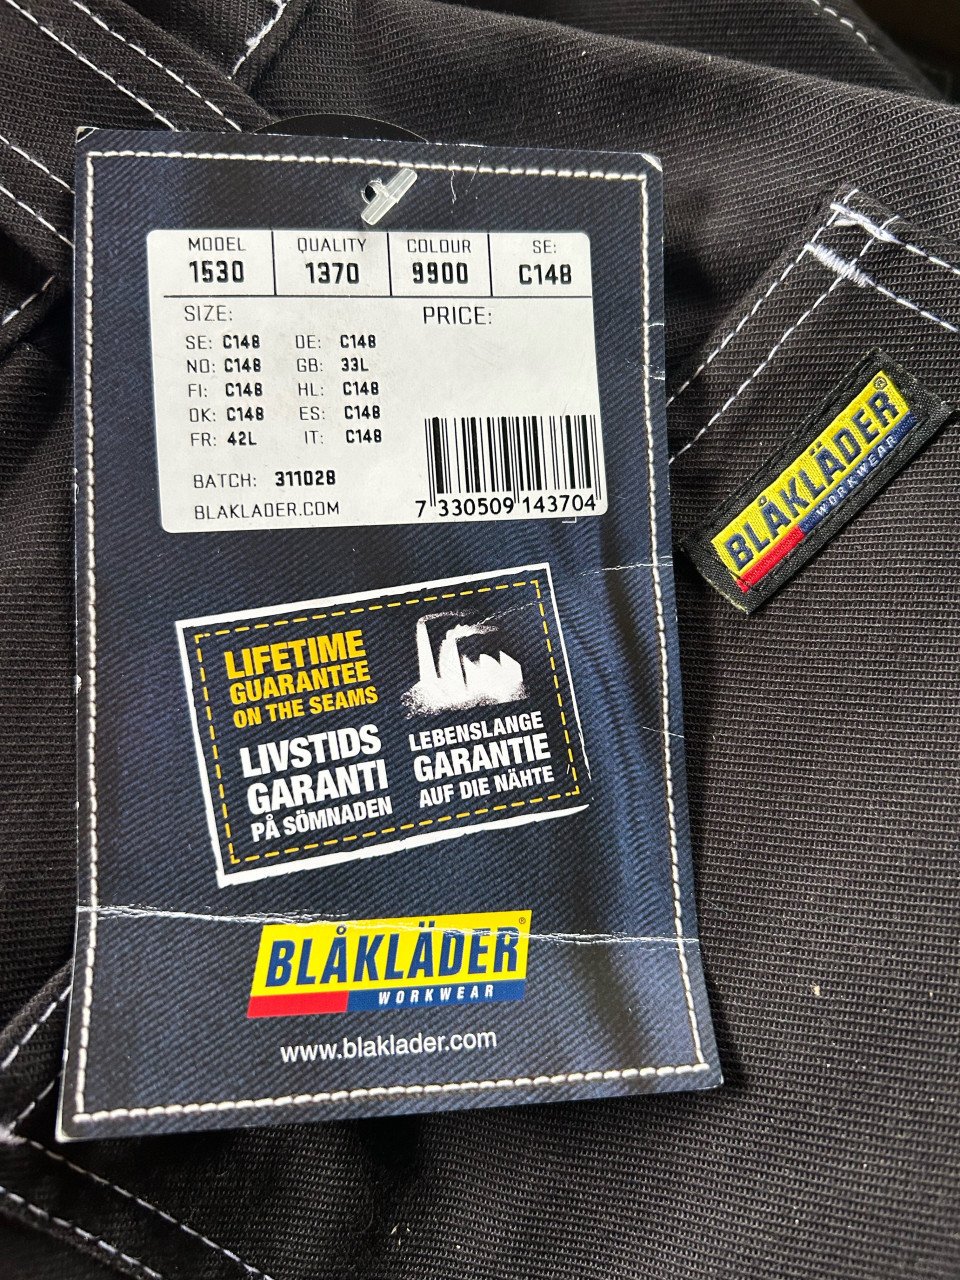 MODEL QUALITY COLOUR SE:
1530 1370 9900 C148
SIZE: PRICE:
SE: C148 DE: C148
NO: C148 GB: 33L
FI: C148 HL: C148
DK: C148 ES: C148
FR: 42L IT: C148
BATCH: 311028
BLAKLADER.COM
7 330509 143704
LIFETIME
GUARANTEE
ON THE SEAMS
LIVSTIDS
GARANTI
PÅ SÖMNADEN
LEBENSLANGE
GARANTIE
AUF DIE NÄHTE
BLÅKLÄDER®
WORKWEAR
www.blaklader.com
BLÅKLÄDER®
WORKWEAR